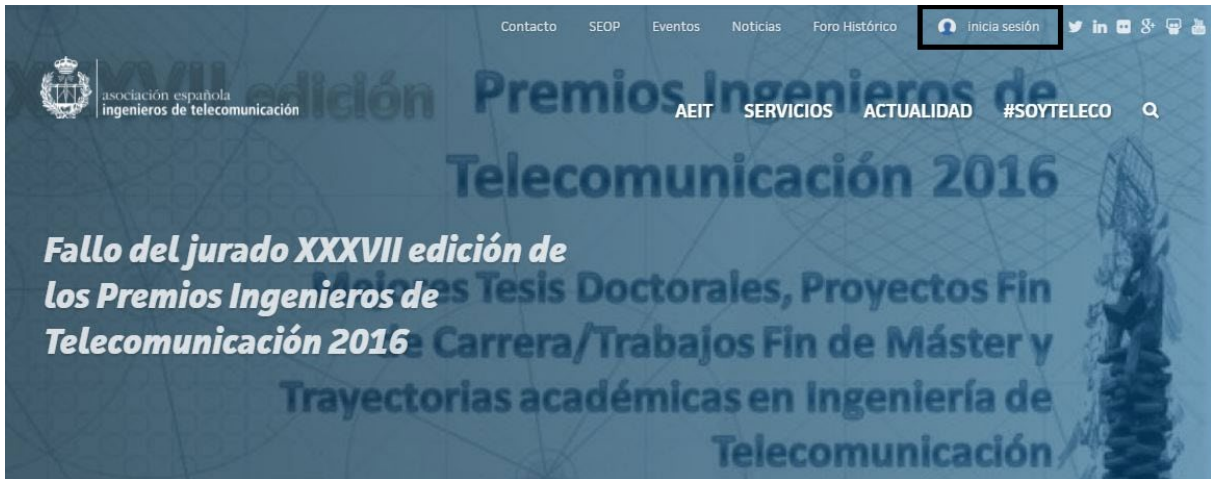 Contacto SEOP Eventos Noticias Foro Histórico inicia sesión
asociación española
ingenieros de telecomunicación
AEIT SERVICIOS ACTUALIDAD #SOYTELECO
XXXVII edición Premios Ingenieros de
Telecomunicación 2016
Fallo del jurado XXXVII edición de
los Premios Ingenieros de
Telecomunicación 2016
Mejores Tesis Doctorales, Proyectos Fin
de Carrera/Trabajos Fin de Máster y
Trayectorias académicas en Ingeniería de
Telecomunicación